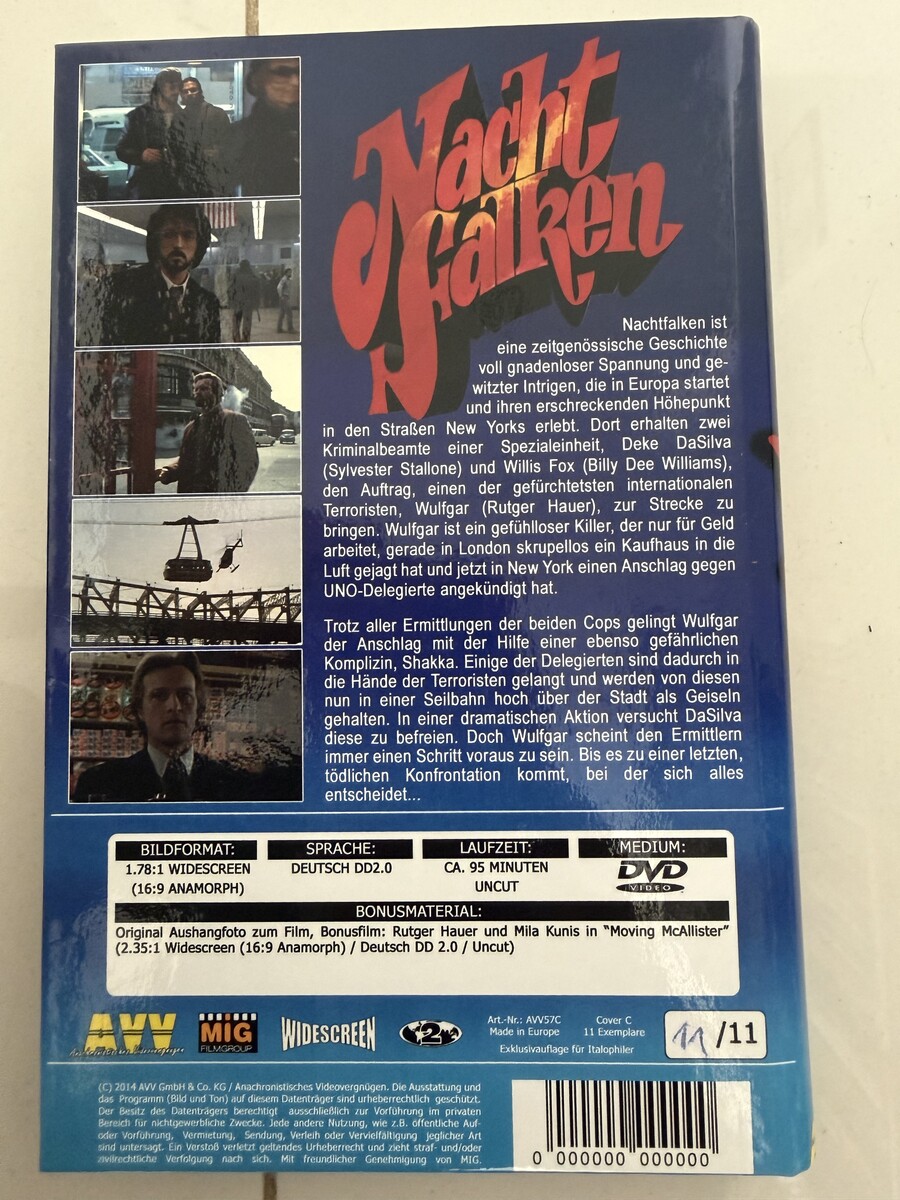 Nacht
Falken
Nachtfalken ist
eine zeitgenössische Geschichte
voll gnadenloser Spannung und ge-
witzter Intrigen, die in Europa startet
und ihren erschreckenden Höhepunkt
in den Straßen New Yorks erlebt. Dort erhalten zwei
Kriminalbeamte einer Spezialeinheit, Deke DaSilva
(Sylvester Stallone) und Willis Fox (Billy Dee Williams),
den Auftrag, einen der gefürchtetsten internationalen
Terroristen, Wulfgar (Rutger Hauer), zur Strecke zu
bringen. Wulfgar ist ein gefühlloser Killer, der nur für Geld
arbeitet, gerade in London skrupellos ein Kaufhaus in die
Luft gejagt hat und jetzt in New York einen Anschlag gegen
UNO-Delegierte angekündigt hat.
Trotz aller Ermittlungen der beiden Cops gelingt Wulfgar
der Anschlag mit der Hilfe einer ebenso gefährlichen
Komplizin, Shakka. Einige der Delegierten sind dadurch in
die Hände der Terroristen gelangt und werden von diesen
nun in einer Seilbahn hoch über der Stadt als Geiseln
gehalten. In einer dramatischen Aktion versucht DaSilva
diese zu befreien. Doch Wulfgar scheint den Ermittlern
immer einen Schritt voraus zu sein. Bis es zu einer letzten,
tödlichen Konfrontation kommt, bei der sich alles
entscheidet...
BILDFORMAT: SPRACHE: LAUFZEIT: MEDIUM:
1.78:1 WIDESCREEN DEUTSCH DD2.0 CA. 95 MINUTEN DVD
(16:9 ANAMORPH) UNCUT VIDEO
BONUSMATERIAL:
Original Aushangfoto zum Film, Bonusfilm: Rutger Hauer und Mila Kunis in "Moving McAllister"
(2.35:1 Widescreen (16:9 Anamorph) / Deutsch DD 2.0 / Uncut)
AVV MIG FILMGROUP WIDESCREEN 2
Art.-Nr.: AVV57C Cover C
Made in Europe 11 Exemplare
Exklusivauflage für Italophiler
11/11
(C) 2014 AVV GmbH & Co. KG / Anachronistisches Videovergnügen. Die Ausstattung und
das Programm (Bild und Ton) auf diesem Datenträger sind urheberrechtlich geschützt.
Der Besitz des Datenträgers berechtigt ausschließlich zur Vorführung im privaten
Bereich für nichtgewerbliche Zwecke. Jede andere Nutzung, wie z.B. öffentliche Auf-
oder Vorführung, Vermietung, Sendung, Verleih oder Vervielfältigung jeglicher Art
sind untersagt. Ein Verstoß verletzt geltendes Urheberrecht und zieht straf- und/oder
zivilrechtliche Verfolgung nach sich. Mit freundlicher Genehmigung von MIG.
0 000000 000000